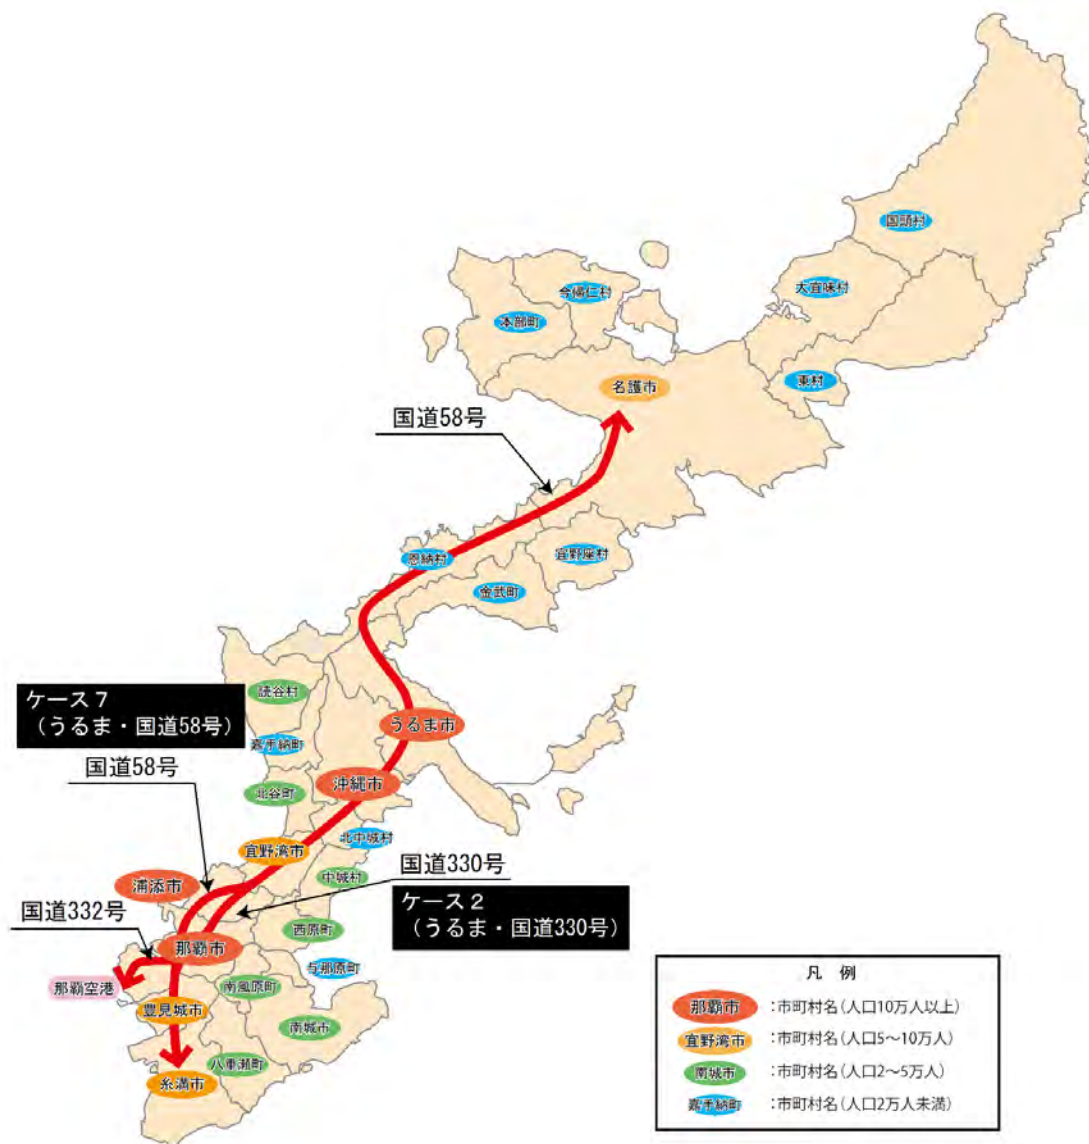 国頭村
大宜味村
今帰仁村
本部町
東村
名護市
国道58号
恩納村
宜野座村
金武町
読谷村
ケース7
(うるま・国道58号)
うるま市
嘉手納町
国道58号
沖縄市
北谷町
北中城村
宜野湾市
国道330号
中城村
浦添市
ケース2
(うるま・国道330号)
国道332号
西原町
那覇市
与那原町
那覇空港
南風原町
豊見城市
南城市
八重瀬町
糸満市
凡 例
那覇市 :市町村名(人口10万人以上)
宜野湾市 :市町村名(人口5~10万人)
南城市 :市町村名(人口2~5万人)
嘉手納町 :市町村名(人口2万人未満)